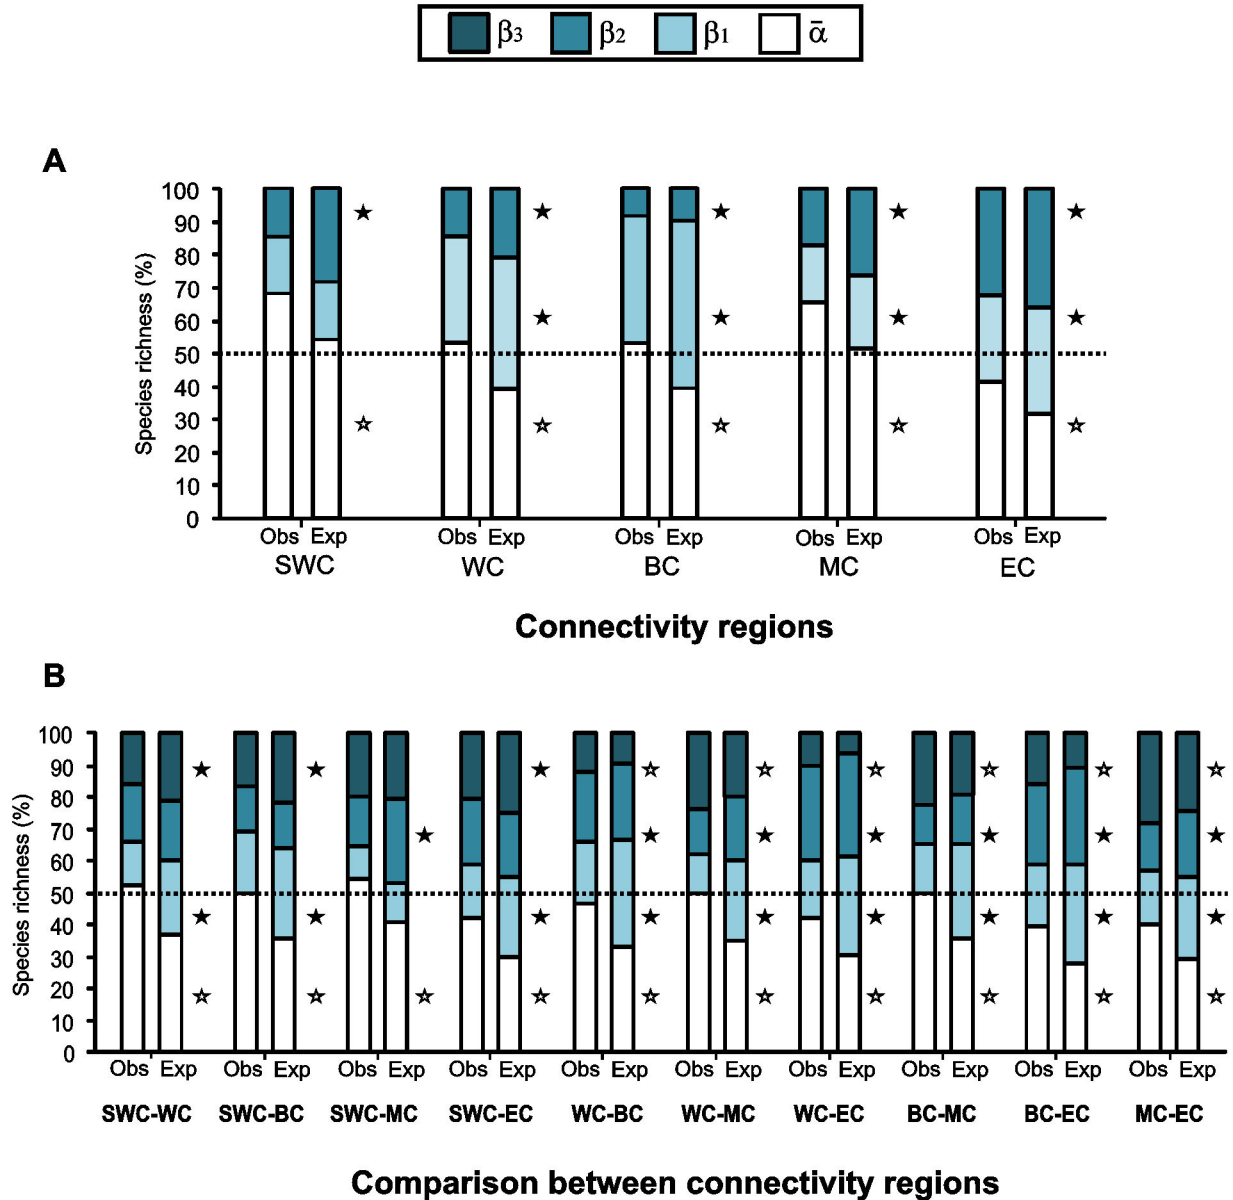 β3 β2 β1 ᾱ
A
Species richness (%)
100
90
80
70
60
50
40
30
20
10
0
Obs Exp Obs Exp Obs Exp Obs Exp Obs Exp
SWC WC BC MC EC
Connectivity regions
B
Species richness (%)
100
90
80
70
60
50
40
30
20
10
0
Obs Exp Obs Exp Obs Exp Obs Exp Obs Exp Obs Exp Obs Exp Obs Exp Obs Exp Obs Exp
SWC-WC SWC-BC SWC-MC SWC-EC WC-BC WC-MC WC-EC BC-MC BC-EC MC-EC
Comparison between connectivity regions